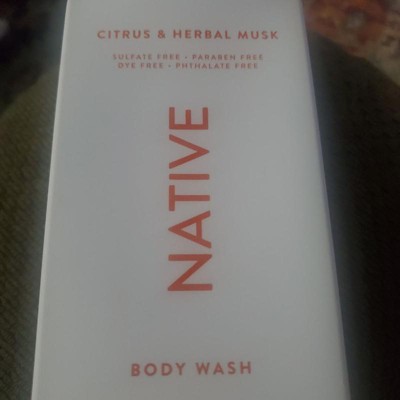 CITRUS & HERBAL MUSK
SULFATE FREE • PARABEN FREE
DYE FREE • PHTHALATE FREE
NATIVE
BODY WASH